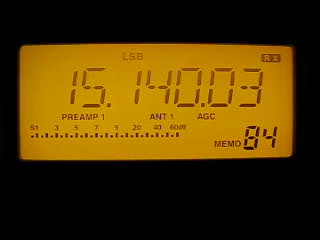 LSB RX
15.140.03
PREAMP 1 ANT 1 AGC
S1 3 5 7 9 20 40 60dB
MEMO 84